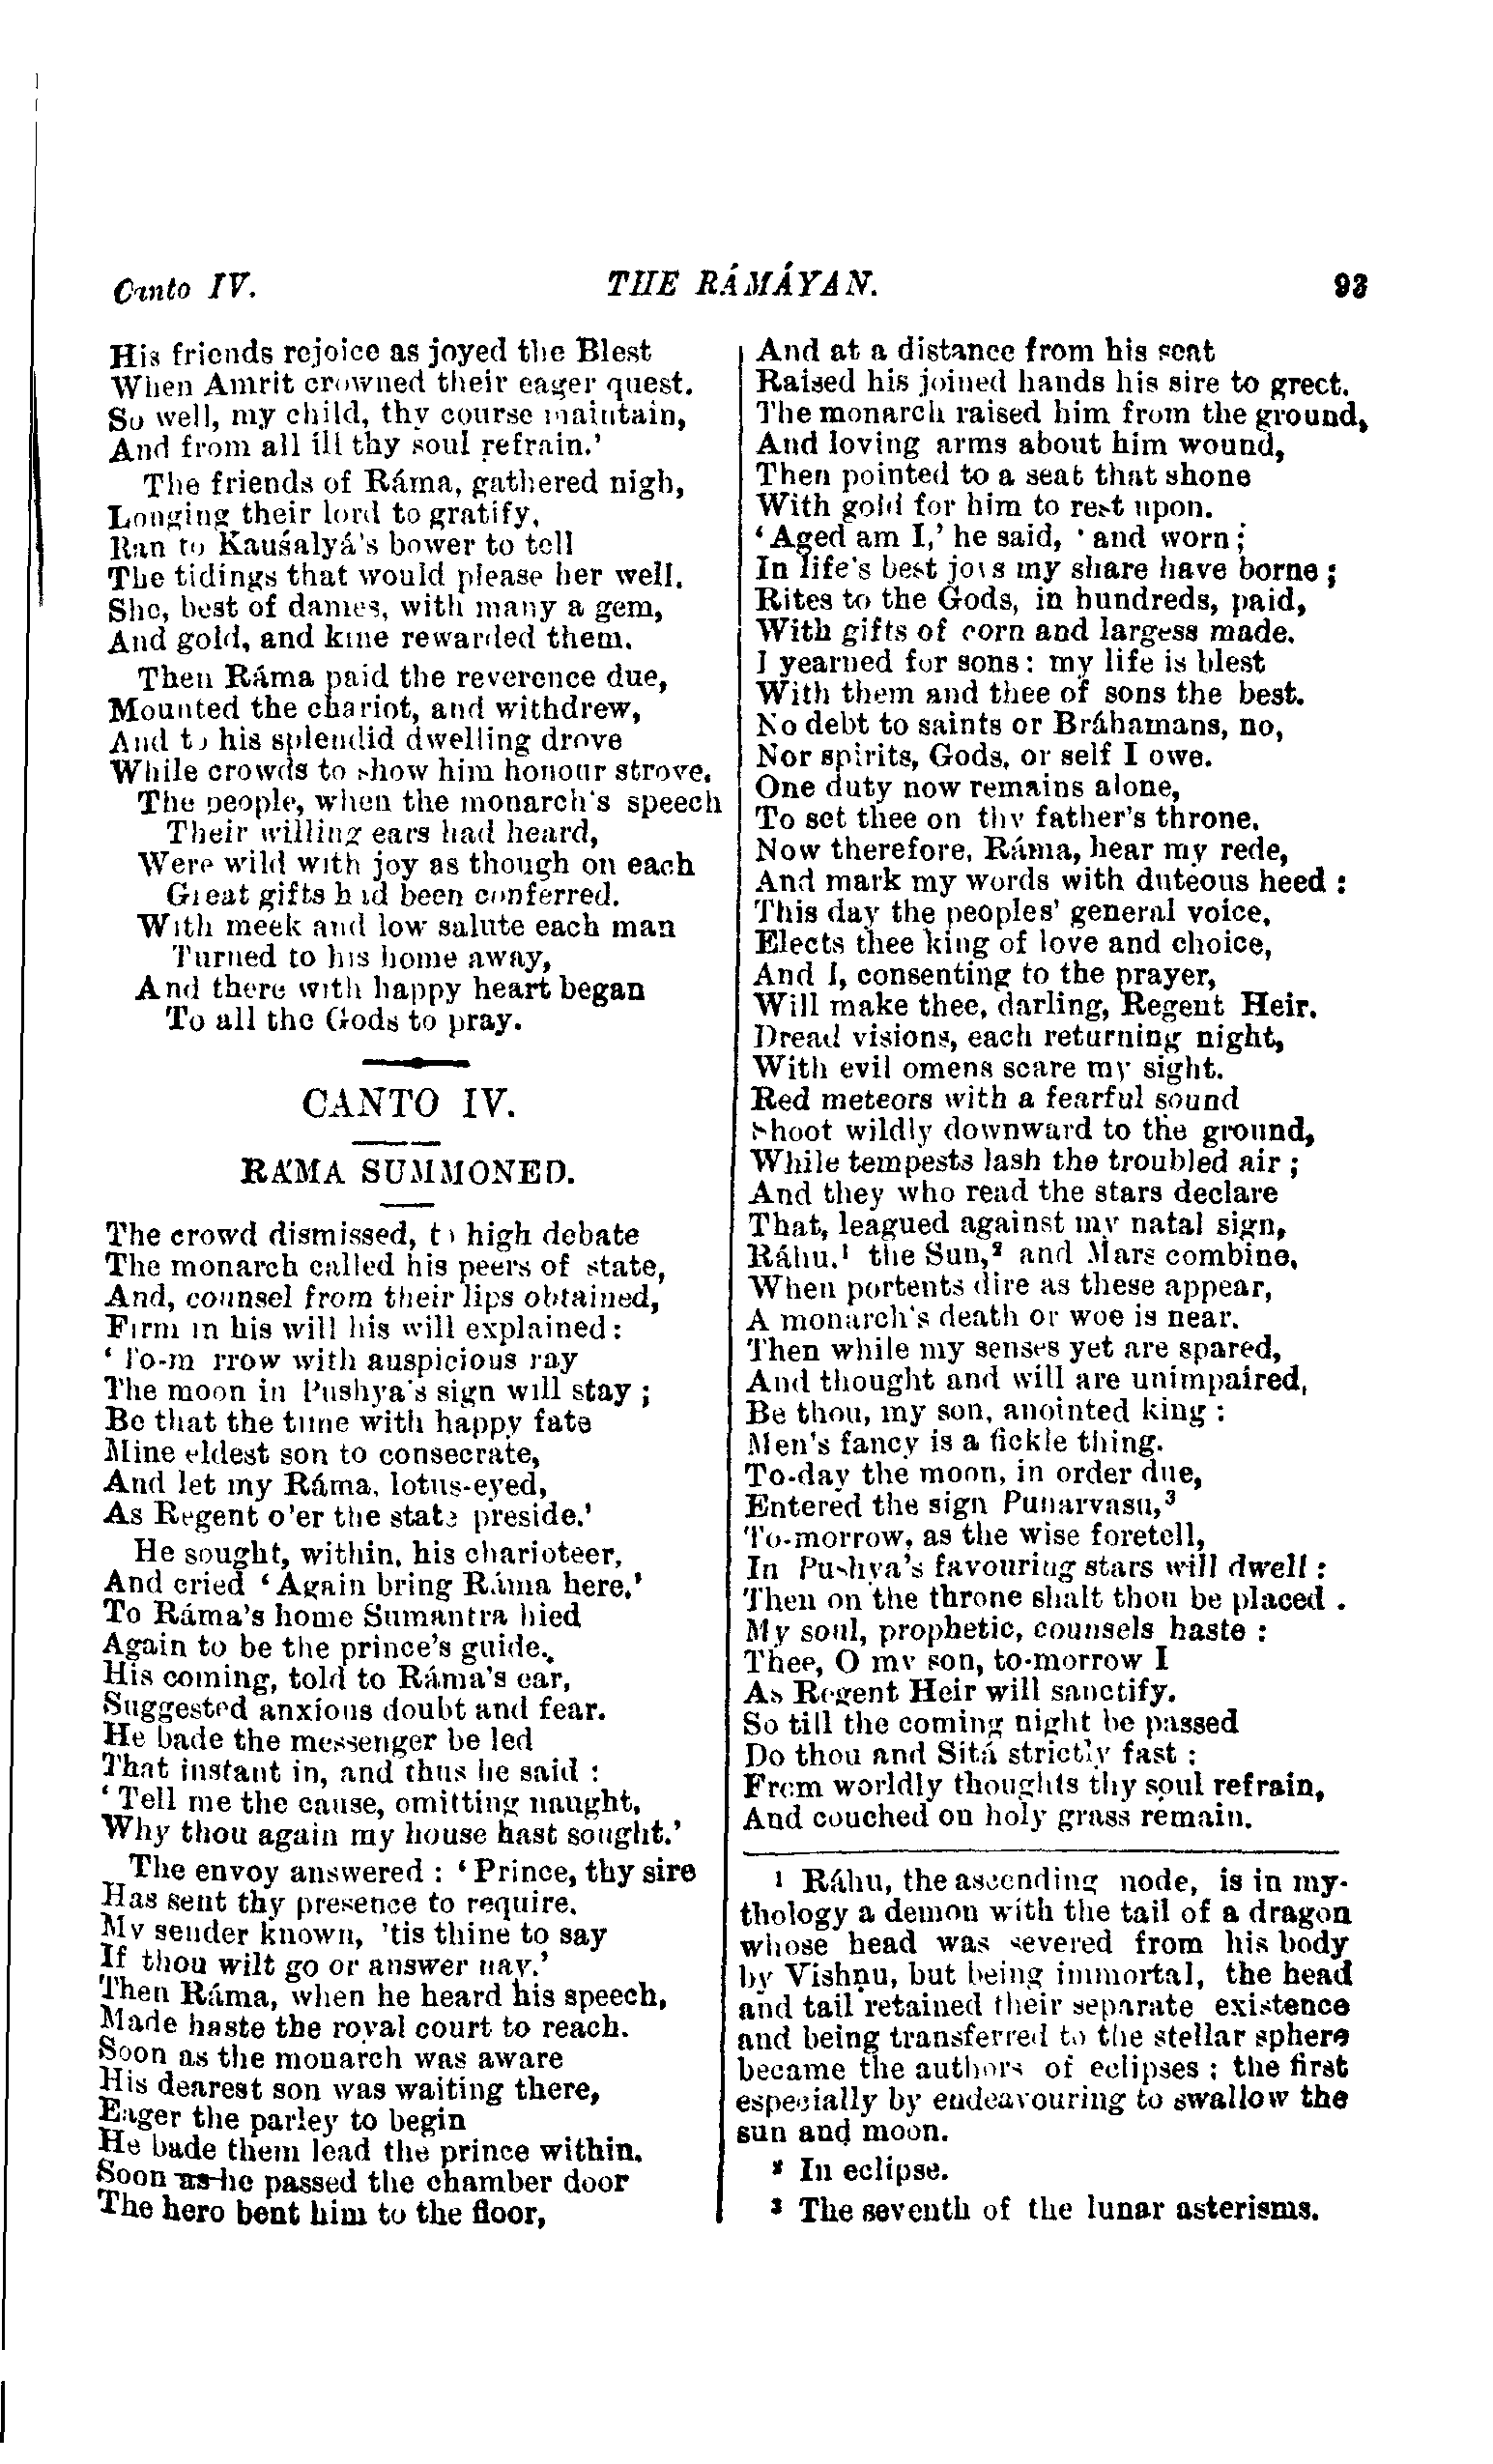 Canto IV.
THE RÁMÁYAN.
93
His friends rejoice as joyed the Blest
When Amrit crowned their eager quest.
So well, my child, thy course maintain,
And from all ill thy soul refrain.'
The friends of Ráma, gathered nigh,
Longing their lord to gratify,
Ran to Kauśalyá's bower to tell
The tidings that would please her well.
She, best of dames, with many a gem,
And gold, and kine rewarded them.
Then Ráma paid the reverence due,
Mounted the chariot, and withdrew,
And to his splendid dwelling drove
While crowds to show him honour strove.
The people, when the monarch's speech
Their willing ears had heard,
Were wild with joy as though on each
Great gifts had been conferred.
With meek and low salute each man
Turned to his home away,
And there with happy heart began
To all the Gods to pray.
CANTO IV.
RÁMA SUMMONED.
The crowd dismissed, to high debate
The monarch called his peers of state,
And, counsel from their lips obtained,
Firm in his will his will explained:
'To-morrow with auspicious ray
The moon in Pushya's sign will stay;
Be that the time with happy fate
Mine eldest son to consecrate,
And let my Ráma, lotus-eyed,
As Regent o'er the state preside.'
He sought, within, his charioteer,
And cried 'Again bring Ráma here.'
To Ráma's home Sumantra hied
Again to be the prince's guide.
His coming, told to Ráma's ear,
Suggested anxious doubt and fear.
He bade the messenger be led
That instant in, and thus he said:
'Tell me the cause, omitting naught,
Why thou again my house hast sought.'
The envoy answered: 'Prince, thy sire
Has sent thy presence to require.
My sender known, 'tis thine to say
If thou wilt go or answer nay.'
Then Ráma, when he heard his speech,
Made haste the royal court to reach.
Soon as the monarch was aware
His dearest son was waiting there,
Eager the parley to begin
He bade them lead the prince within.
Soon as he passed the chamber door
The hero bent him to the floor,
And at a distance from his seat
Raised his joined hands his sire to greet.
The monarch raised him from the ground,
And loving arms about him wound,
Then pointed to a seat that shone
With gold for him to rest upon.
'Aged am I,' he said, 'and worn;
In life's best joys my share have borne;
Rites to the Gods, in hundreds, paid,
With gifts of corn and largess made.
I yearned for sons: my life is blest
With them and thee of sons the best.
No debt to saints or Bráhmans, no,
Nor spirits, Gods, or self I owe.
One duty now remains alone,
To set thee on thy father's throne.
Now therefore, Ráma, hear my rede,
And mark my words with duteous heed:
This day the peoples' general voice,
Elects thee king of love and choice,
And I, consenting to the prayer,
Will make thee, darling, Regent Heir.
Dread visions, each returning night,
With evil omens scare my sight.
Red meteors with a fearful sound
Shoot wildly downward to the ground,
While tempests lash the troubled air;
And they who read the stars declare
That, leagued against my natal sign,
Ráhu,¹ the Sun,² and Mars combine.
When portents dire as these appear,
A monarch's death or woe is near.
Then while my senses yet are spared,
And thought and will are unimpaired,
Be thou, my son, anointed king:
Men's fancy is a fickle thing.
To-day the moon, in order due,
Entered the sign Punarvasu,³
To-morrow, as the wise foretell,
In Pushya's favouring stars will dwell:
Then on the throne shalt thou be placed.
My soul, prophetic, counsels haste:
Thee, O my son, to-morrow I
As Regent Heir will sanctify.
So till the coming night be passed
Do thou and Sítá strictly fast:
From worldly thoughts thy soul refrain,
And couched on holy grass remain.
¹ Ráhu, the ascending node, is in my-
thology a demon with the tail of a dragon
whose head was severed from his body
by Vishṇu, but being immortal, the head
and tail retained their separate existence
and being transferred to the stellar sphere
became the authors of eclipses; the first
especially by endeavouring to swallow the
sun and moon.
² In eclipse.
³ The seventh of the lunar asterisms.